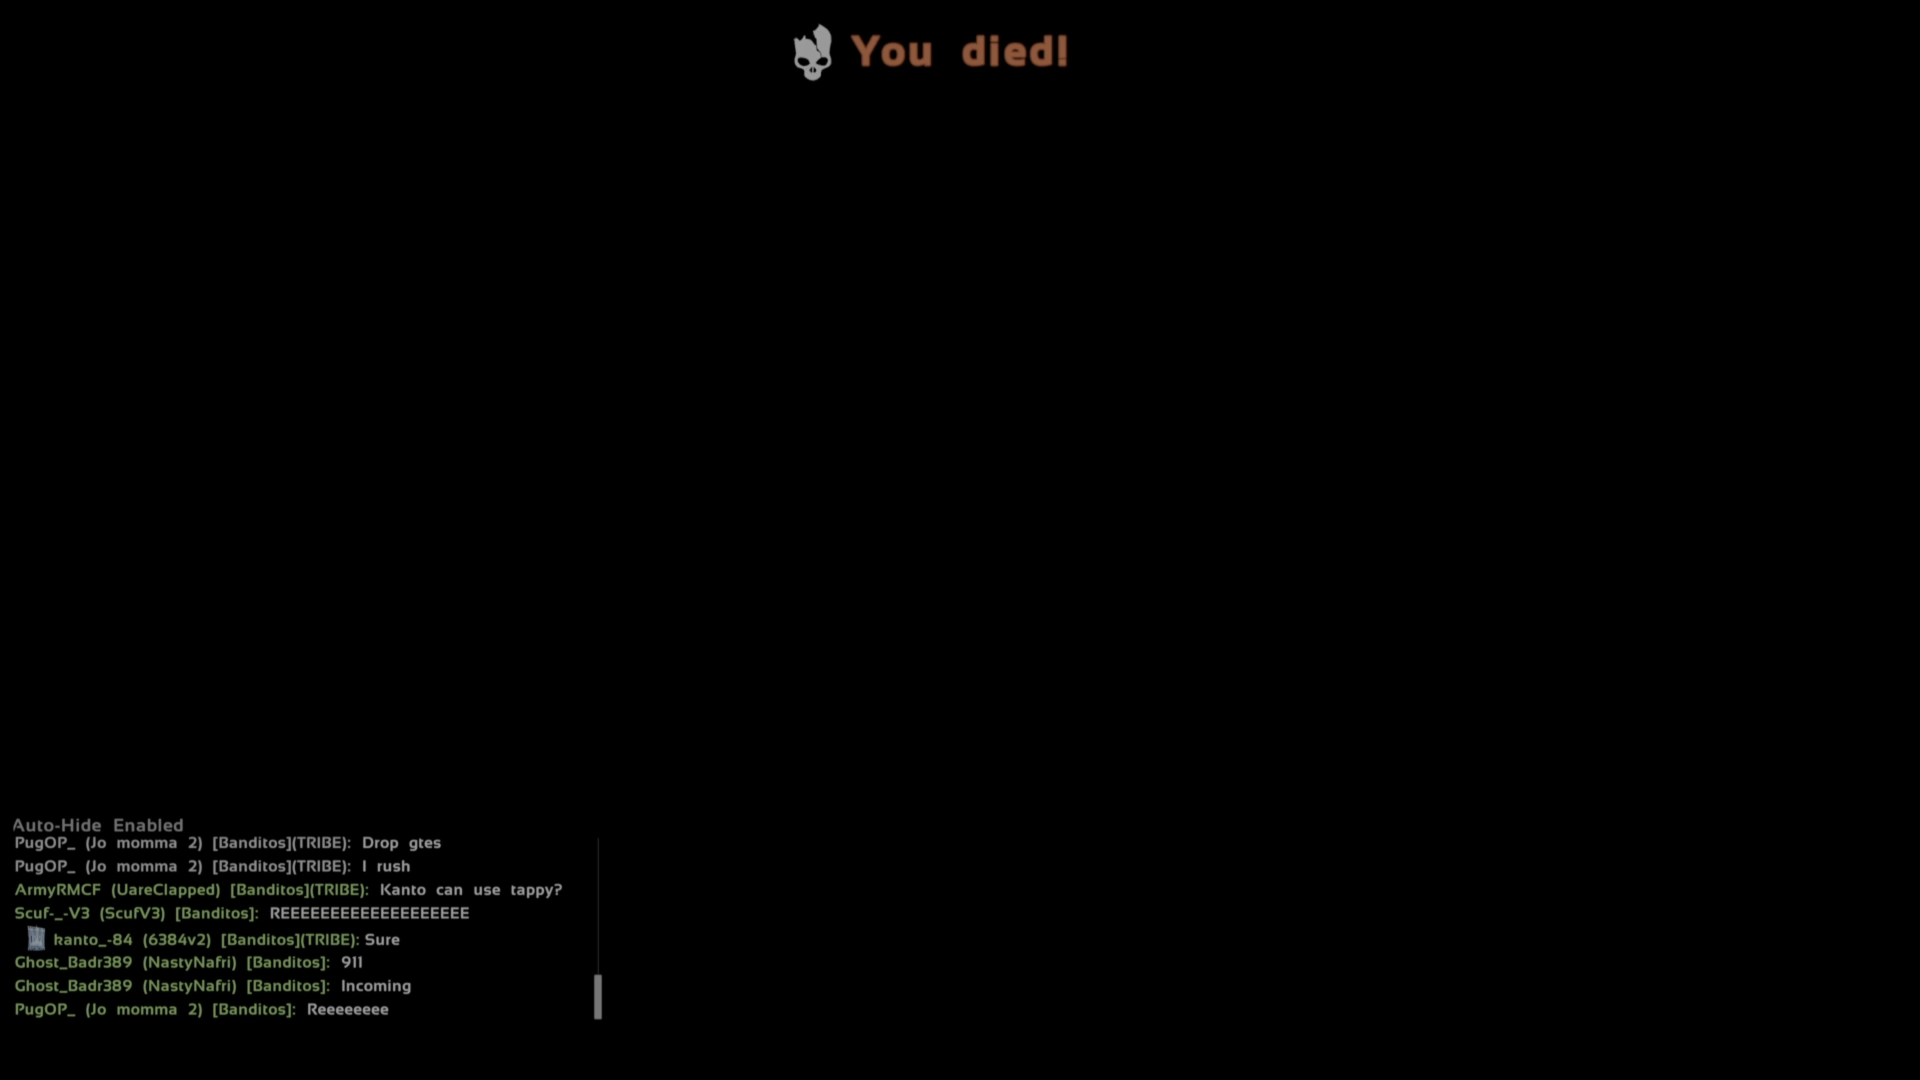 You died!
Auto-Hide Enabled
PugOP_ (Jo momma 2) [Banditos](TRIBE): Drop gtes
PugOP_ (Jo momma 2) [Banditos](TRIBE): I rush
ArmyRMCF (UareClapped) [Banditos](TRIBE): Kanto can use tappy?
Scuf-_-V3 (ScufV3) [Banditos]: REEEEEEEEEEEEEEEEEEE
kanto_-84 (6384v2) [Banditos](TRIBE): Sure
Ghost_Badr389 (NastyNafri) [Banditos]: 911
Ghost_Badr389 (NastyNafri) [Banditos]: Incoming
PugOP_ (Jo momma 2) [Banditos]: Reeeeeeee